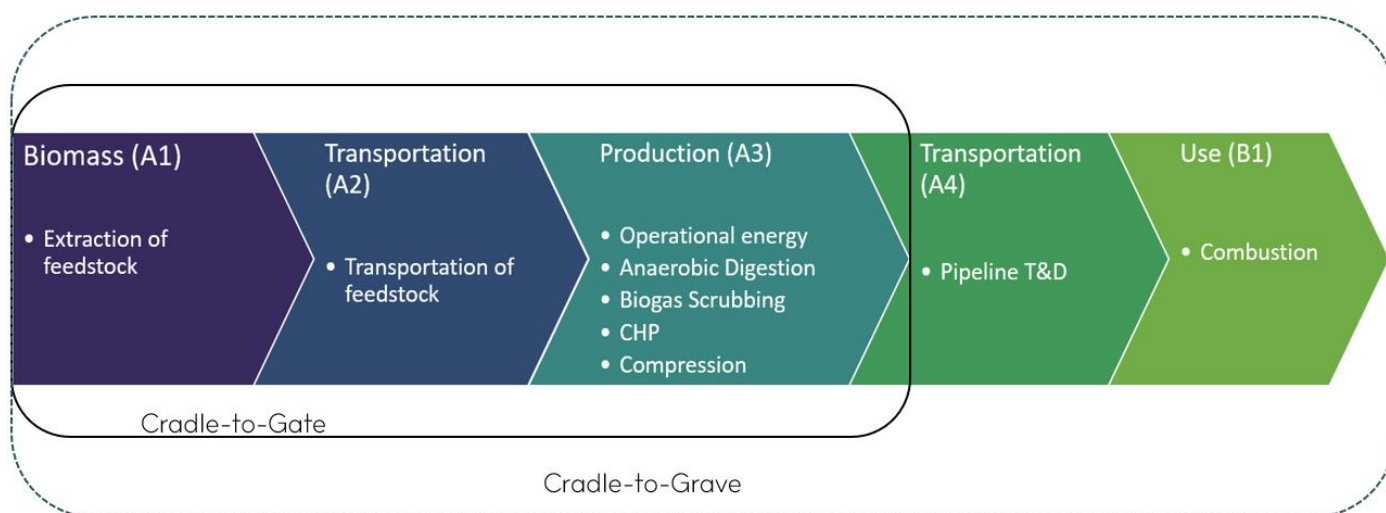 Biomass (A1)
• Extraction of
feedstock
Transportation
(A2)
• Transportation of
feedstock
Production (A3)
• Operational energy
• Anaerobic Digestion
• Biogas Scrubbing
• CHP
• Compression
Transportation
(A4)
• Pipeline T&D
Use (B1)
• Combustion
Cradle-to-Gate
Cradle-to-Grave